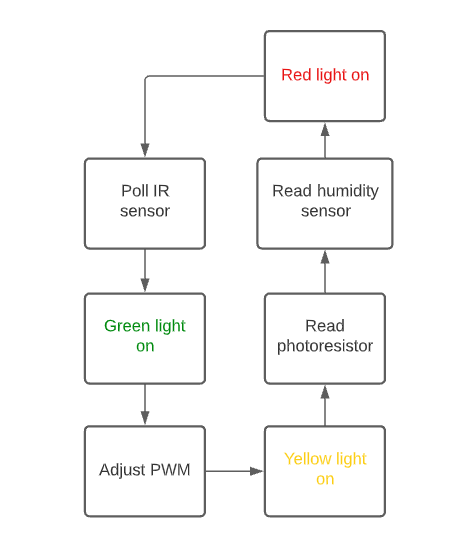 Red light on
Poll IR
sensor
Read humidity
sensor
Green light
on
Read
photoresistor
Adjust PWM
Yellow light
on